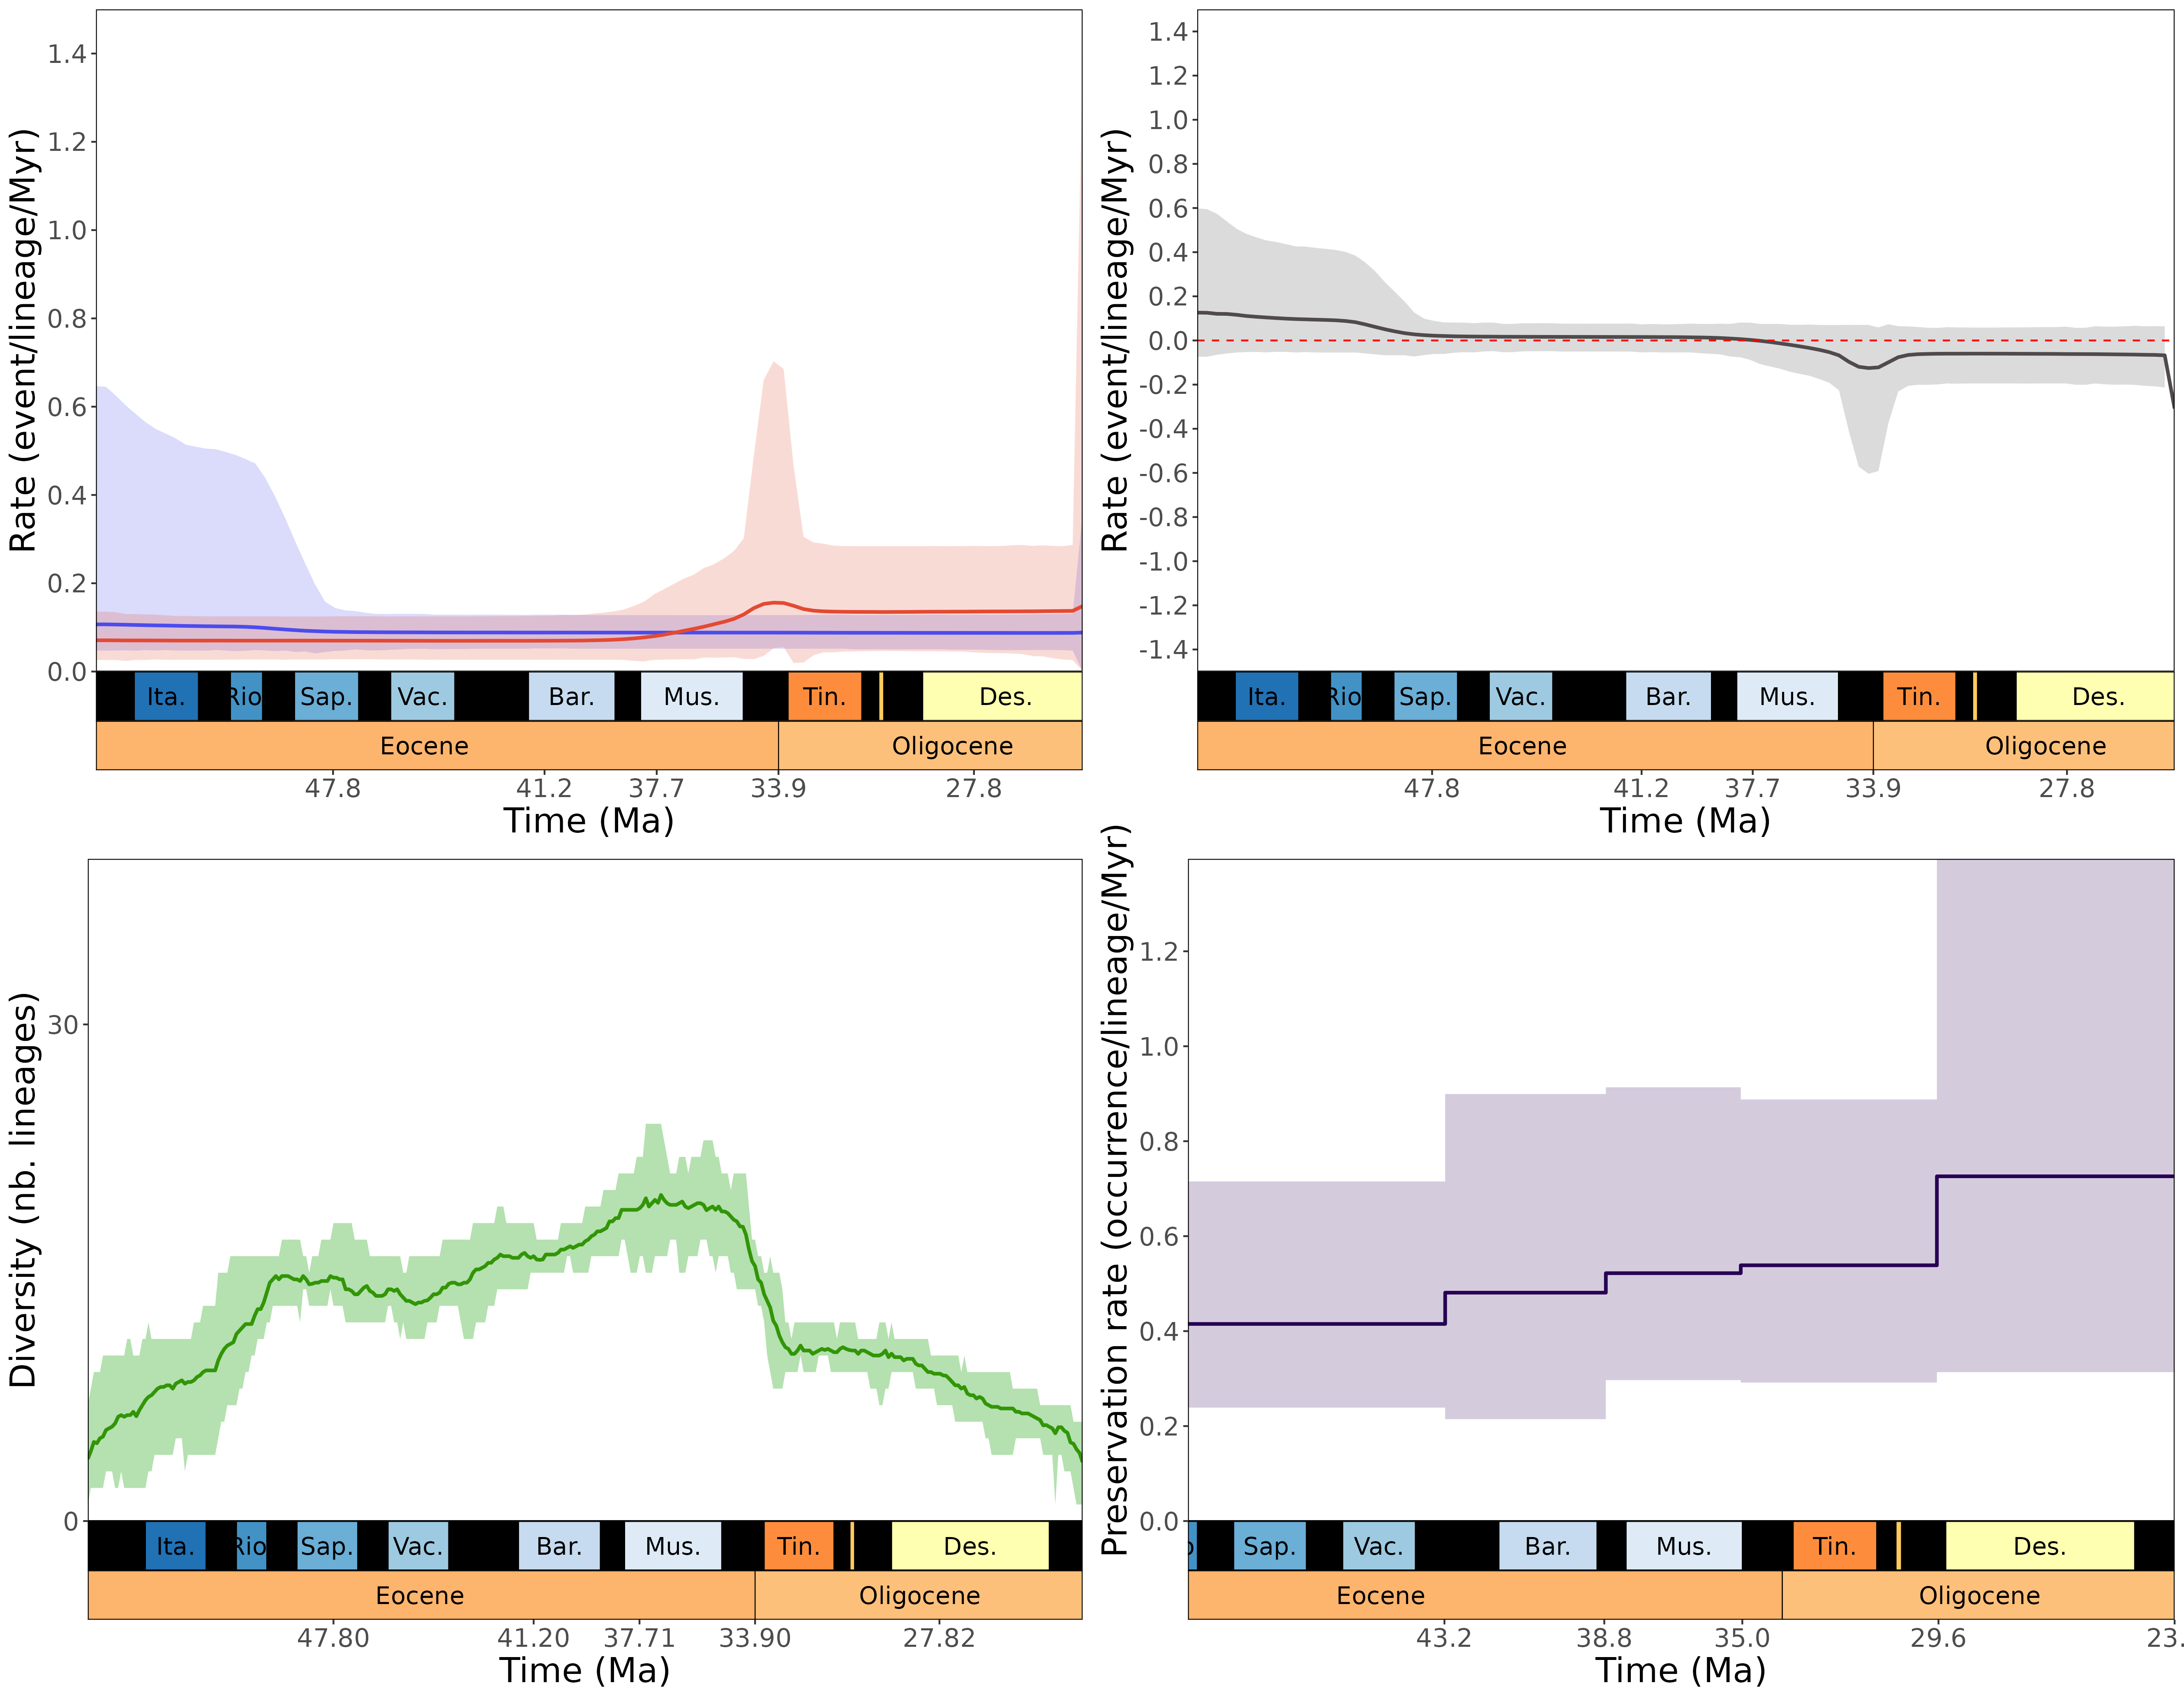 Rate (event/lineage/Myr)
1.4
1.2
1.0
0.8
0.6
0.4
0.2
0.0
Ita. Rio Sap. Vac. Bar. Mus. Tin. Des.
Eocene Oligocene
47.8 41.2 37.7 33.9 27.8
Time (Ma)
Rate (event/lineage/Myr)
1.4
1.2
1.0
0.8
0.6
0.4
0.2
0.0
-0.2
-0.4
-0.6
-0.8
-1.0
-1.2
-1.4
Ita. Rio Sap. Vac. Bar. Mus. Tin. Des.
Eocene Oligocene
47.8 41.2 37.7 33.9 27.8
Time (Ma)
Diversity (nb. lineages)
30
0
Ita. Rio Sap. Vac. Bar. Mus. Tin. Des.
Eocene Oligocene
47.80 41.20 37.71 33.90 27.82
Time (Ma)
Preservation rate (occurrence/lineage/Myr)
1.2
1.0
0.8
0.6
0.4
0.2
0.0
Sap. Vac. Bar. Mus. Tin. Des.
Eocene Oligocene
43.2 38.8 35.0 29.6 23.
Time (Ma)